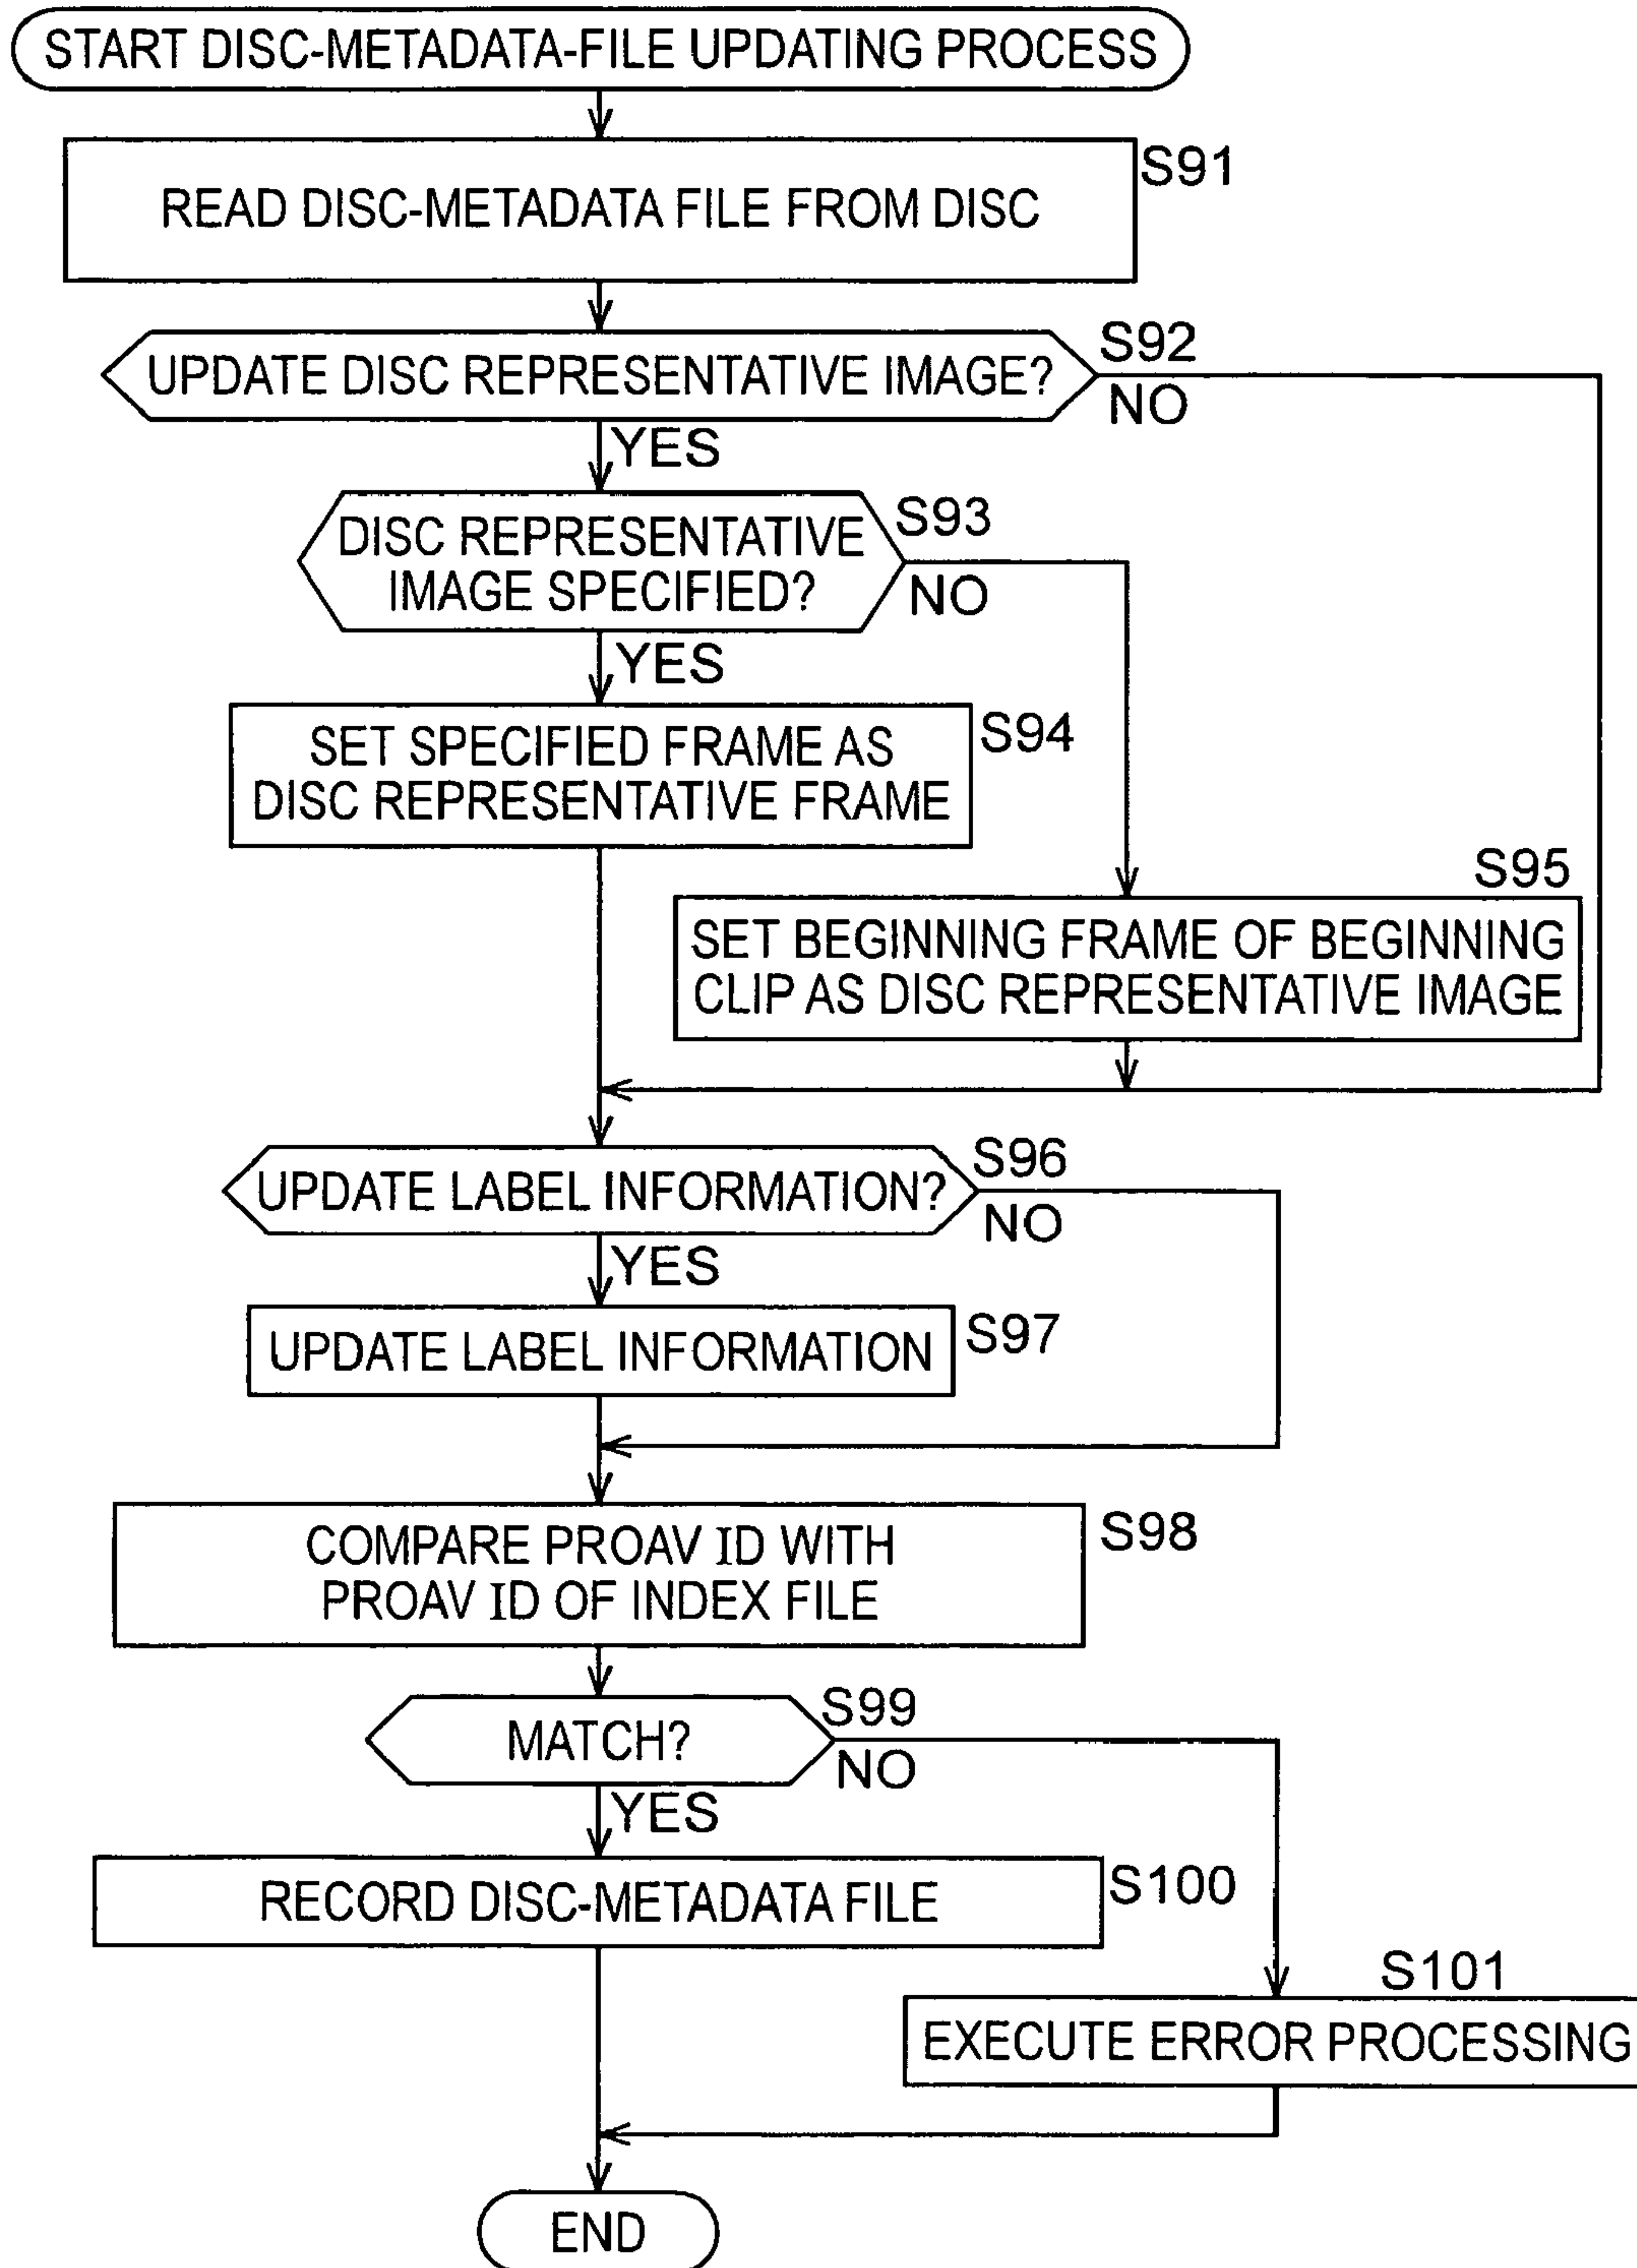 START DISC-METADATA-FILE UPDATING PROCESS
S91
READ DISC-METADATA FILE FROM DISC
S92
UPDATE DISC REPRESENTATIVE IMAGE?
NO
YES
S93
DISC REPRESENTATIVE
IMAGE SPECIFIED?
NO
YES
S94
SET SPECIFIED FRAME AS
DISC REPRESENTATIVE FRAME
S95
SET BEGINNING FRAME OF BEGINNING
CLIP AS DISC REPRESENTATIVE IMAGE
S96
UPDATE LABEL INFORMATION?
NO
YES
S97
UPDATE LABEL INFORMATION
S98
COMPARE PROAV ID WITH
PROAV ID OF INDEX FILE
S99
MATCH?
NO
YES
S100
RECORD DISC-METADATA FILE
S101
EXECUTE ERROR PROCESSING
END